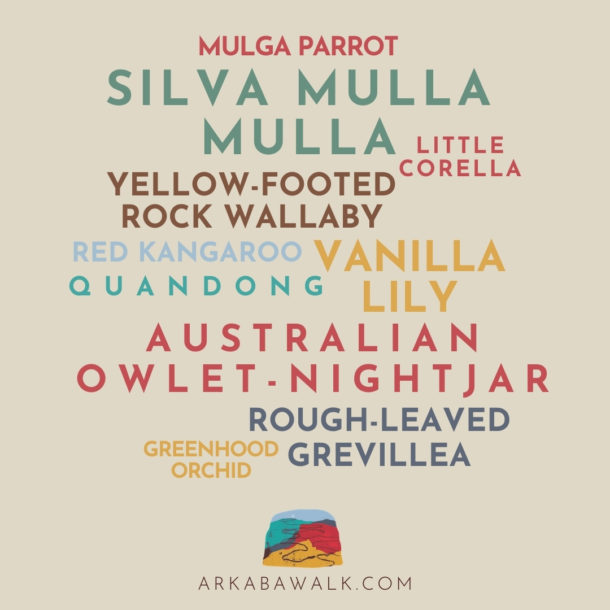 MULGA PARROT
SILVA MULLA
MULLA
LITTLE
CORELLA
YELLOW-FOOTED
ROCK WALLABY
RED KANGAROO
QUANDONG
VANILLA
LILY
AUSTRALIAN
OWLET-NIGHTJAR
ROUGH-LEAVED
GREVILLEA
GREENHOOD
ORCHID
ARKABAWALK.COM